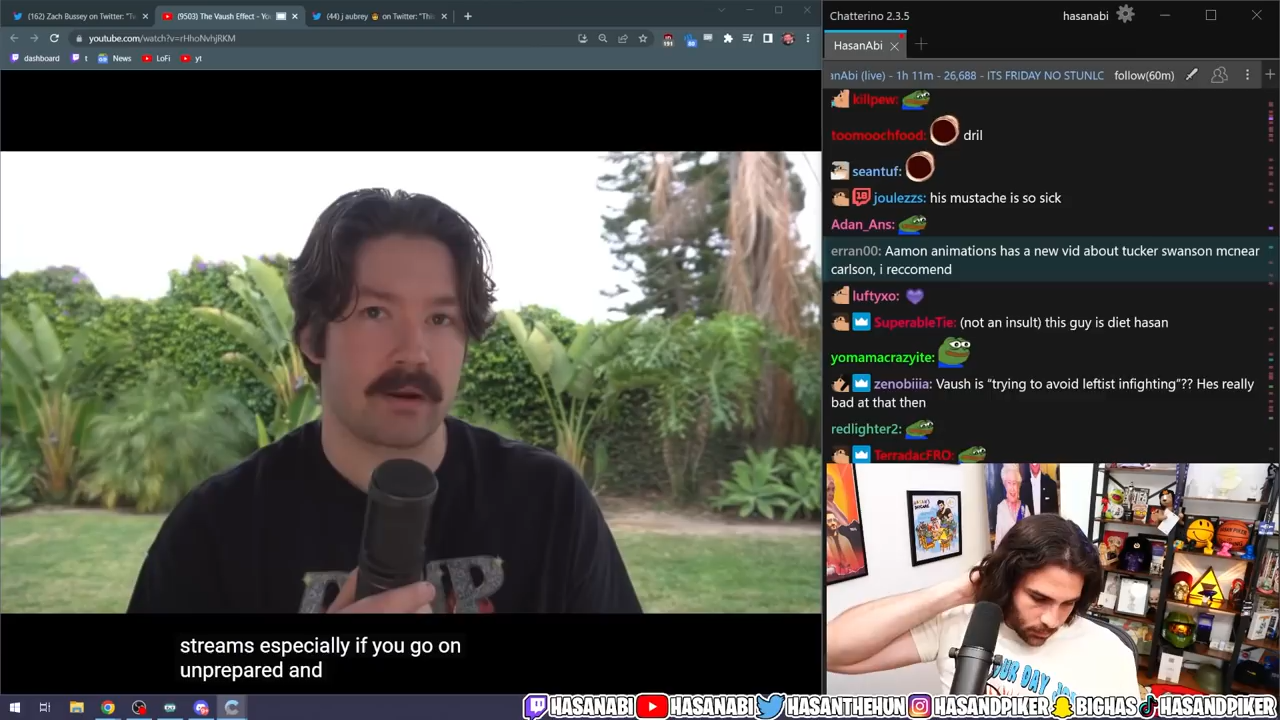 (162) Zach Bussey on Twitter: "Tw
(9503) The Vaush Effect - Yo
(44) j aubrey on Twitter: "Thi
Chatterino 2.3.5
hasanabi
youtube.com/watch?v=rHhoNvhjRKM
HasanAbi
dashboard
t
News
LoFi
yt
anAbi (live) - 1h 11m - 26,688 - ITS FRIDAY NO STUNLC
follow(60m)
killpew:
toomoochfood: dril
seantuf:
joulezzs: his mustache is so sick
Adan_Ans:
erran00: Aamon animations has a new vid about tucker swanson mcnear
carlson, i reccomend
luftyxo:
SuperableTie: (not an insult) this guy is diet hasan
yomamacrazyite:
zenobiiia: Vaush is “trying to avoid leftist infighting”?? Hes really
bad at that then
redlighter2:
TerradacFRO:
streams especially if you go on
unprepared and
HASANABI
HASANABI
HASANTHEHUN
HASANDPIKER
BIGHAS
HASANDPIKER